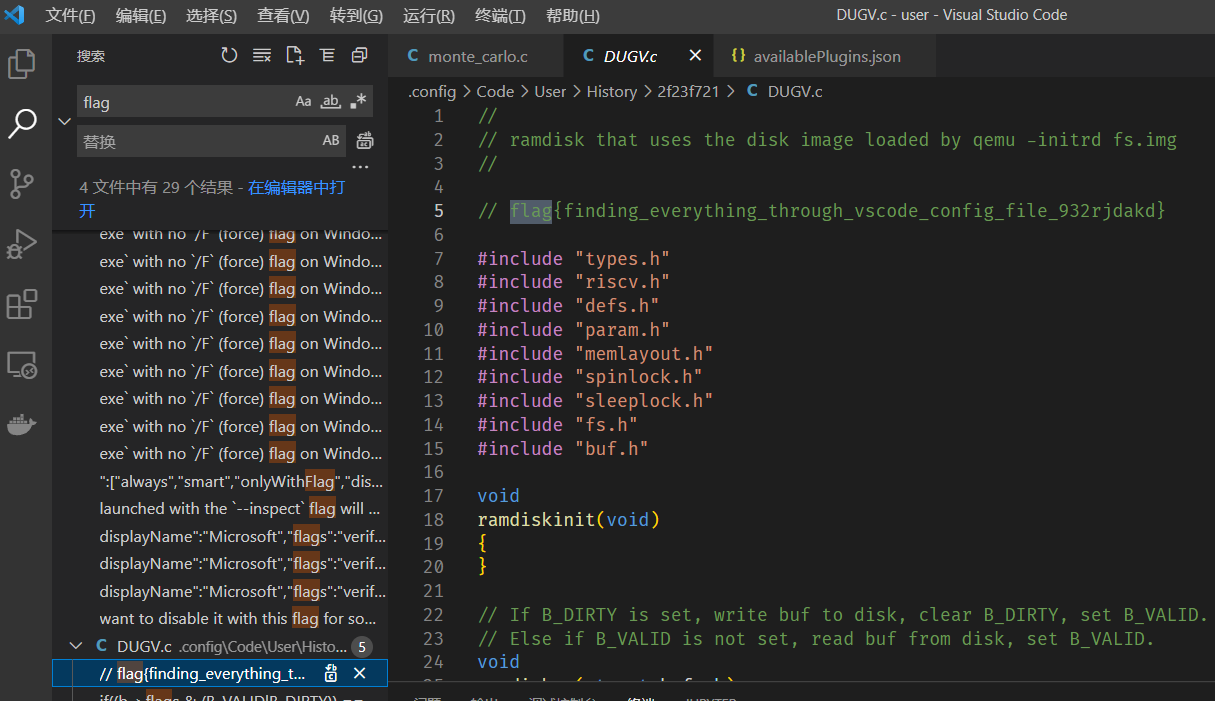 文件(F) 编辑(E) 选择(S) 查看(V) 转到(G) 运行(R) 终端(T) 帮助(H) DUGV.c - user - Visual Studio Code
搜索
flag Aa ab .*
替换 AB
4 文件中有 29 个结果 - 在编辑器中打
开
exe` with no `/F` (force) flag on Windo...
exe` with no `/F` (force) flag on Windo...
exe` with no `/F` (force) flag on Windo...
exe` with no `/F` (force) flag on Windo...
exe` with no `/F` (force) flag on Windo...
exe` with no `/F` (force) flag on Windo...
exe` with no `/F` (force) flag on Windo...
exe` with no `/F` (force) flag on Windo...
exe` with no `/F` (force) flag on Windo...
":["always","smart","onlyWithFlag","dis...
launched with the `--inspect` flag will ...
displayName":"Microsoft","flags":"verif...
displayName":"Microsoft","flags":"verif...
displayName":"Microsoft","flags":"verif...
want to disable it with this flag for so...
C DUGV.c .config\Code\User\Histo... 5
// flag{finding_everything_t...
C monte_carlo.c C DUGV.c {} availablePlugins.json
.config > Code > User > History > 2f23f721 > C DUGV.c
1 //
2 // ramdisk that uses the disk image loaded by qemu -initrd fs.img
3 //
4
5 // flag{finding_everything_through_vscode_config_file_932rjdakd}
6
7 #include "types.h"
8 #include "riscv.h"
9 #include "defs.h"
10 #include "param.h"
11 #include "memlayout.h"
12 #include "spinlock.h"
13 #include "sleeplock.h"
14 #include "fs.h"
15 #include "buf.h"
16
17 void
18 ramdiskinit(void)
19 {
20 }
21
22 // If B_DIRTY is set, write buf to disk, clear B_DIRTY, set B_VALID.
23 // Else if B_VALID is not set, read buf from disk, set B_VALID.
24 void